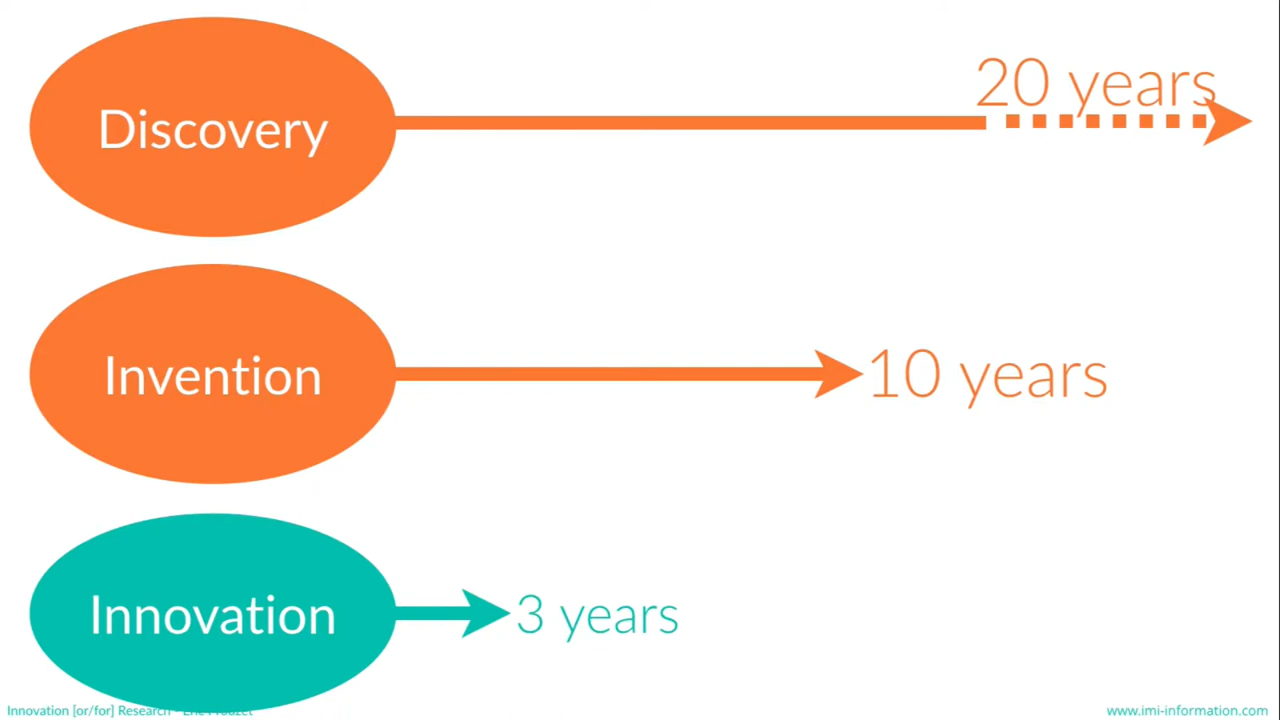 20 years
Discovery
Invention
10 years
Innovation
3 years
Innovation [or/for] Research -
www.imi-information.com